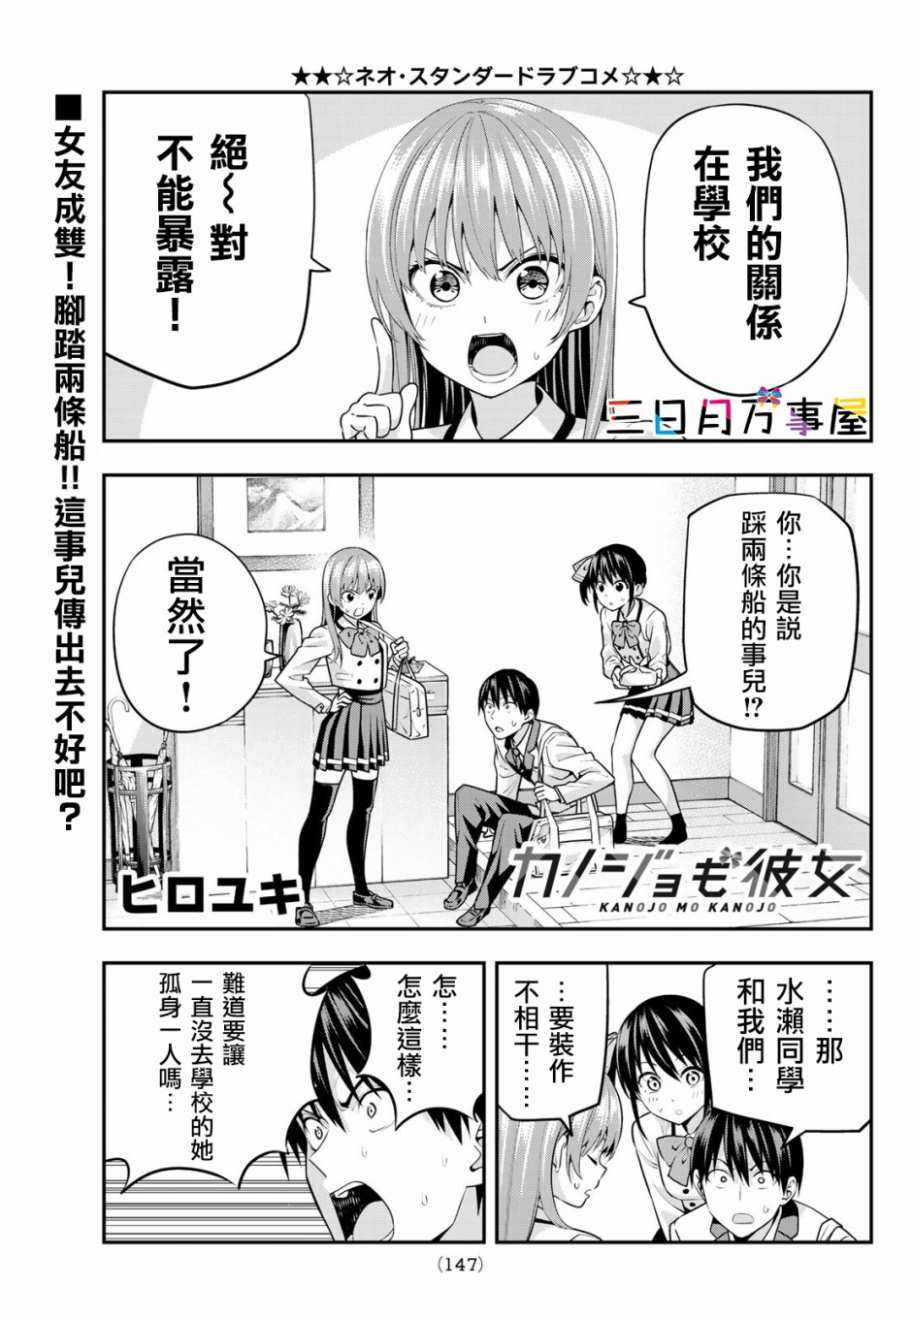 ★★☆ネオ・スタンダードラブコメ☆★☆
■女友成雙！腳踏兩條船!!這事兒傳出去不好吧？
我們的關係
在學校
絕～對
不能暴露！
三日月万事屋
你…你是説
踩兩條船的事兒!?
當然了！
カノジョも彼女
KANOJO MO KANOJO
ヒロユキ
……那
水瀨同學
和我們…
…要裝作
不相干……
怎……
怎麼這樣…
難道要讓
一直沒去學校的她
孤身一人嗎…
(147)